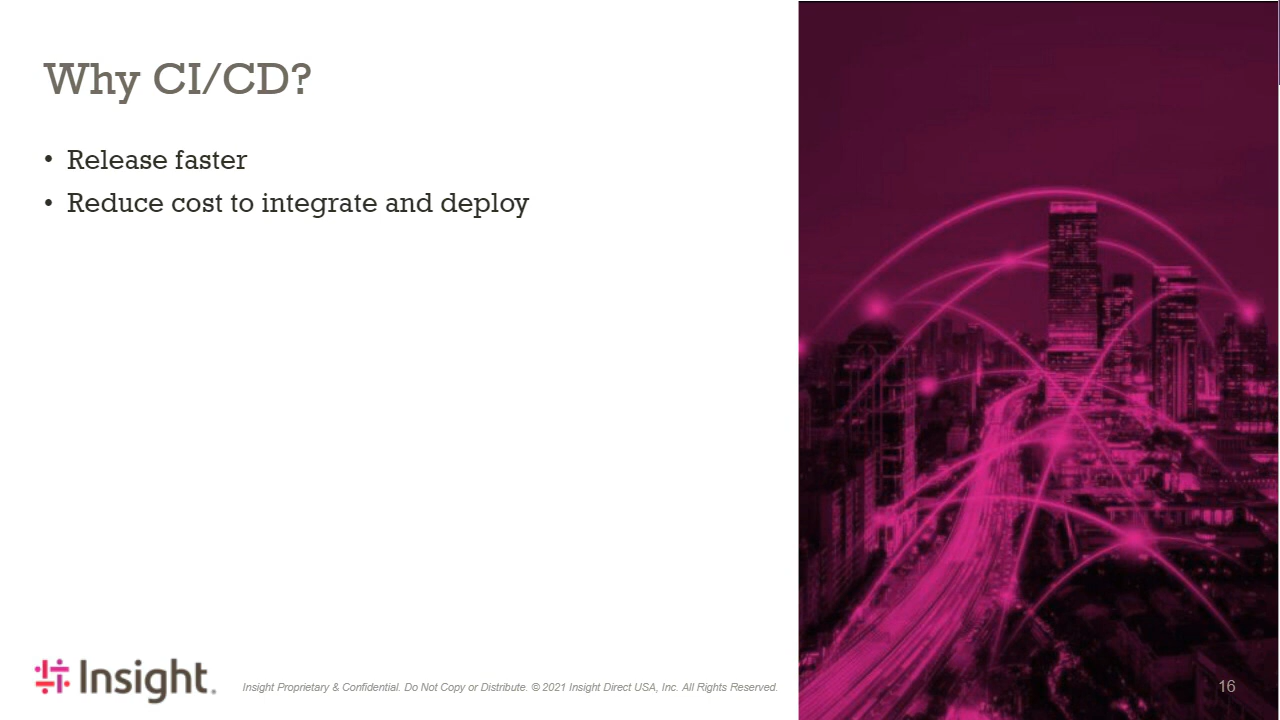 Why CI/CD?
• Release faster
• Reduce cost to integrate and deploy
Insight.
Insight Proprietary & Confidential. Do Not Copy or Distribute. © 2021 Insight Direct USA, Inc. All Rights Reserved.
16